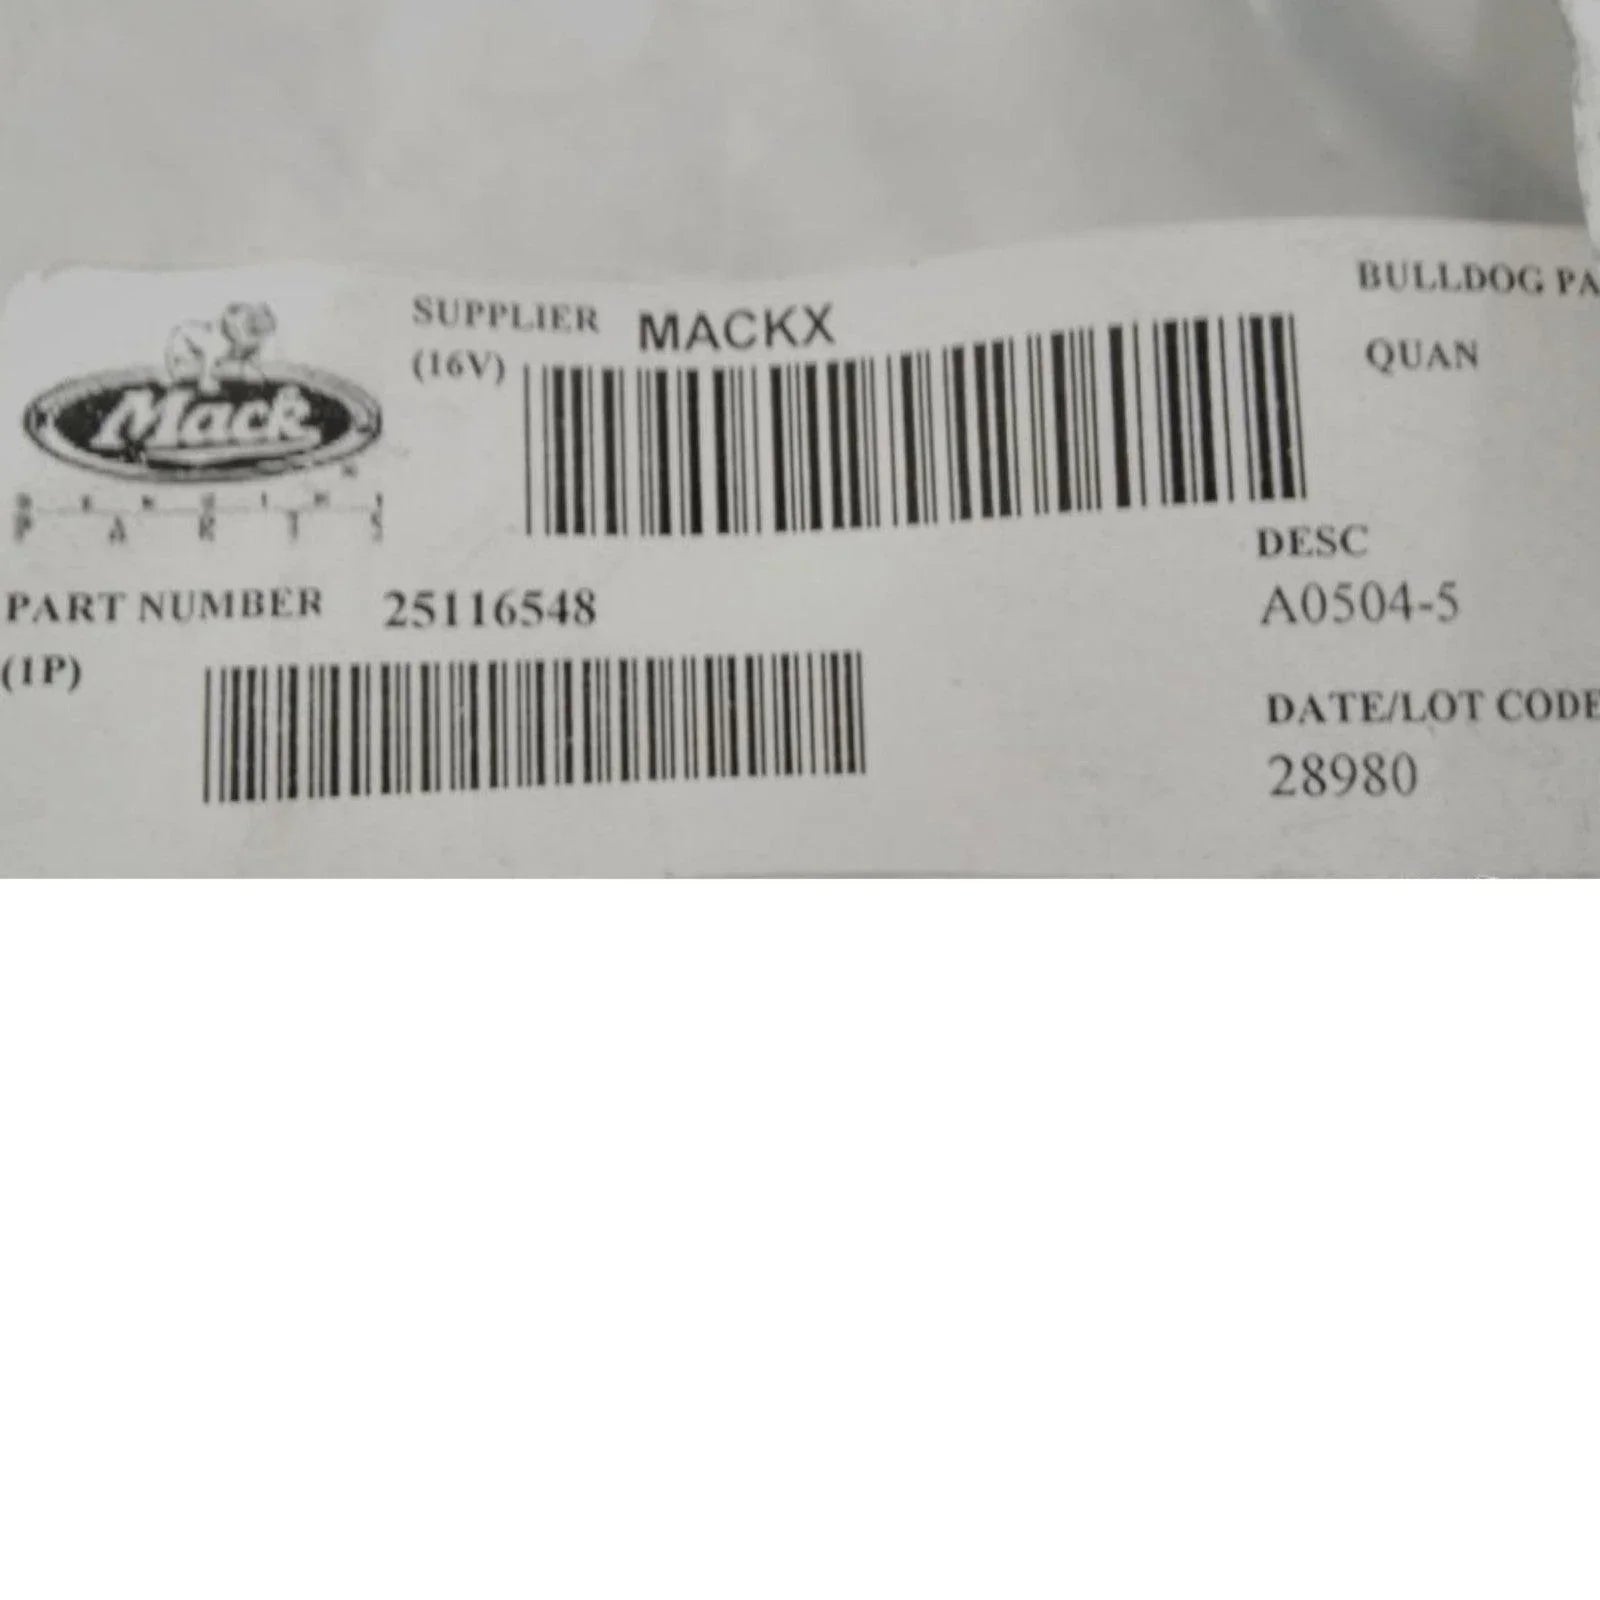 BULLDOG PA
SUPPLIER MACKX
(16V)
QUAN
Mack
PARTS
DESC
PART NUMBER 25116548
A0504-5
(1P)
DATE/LOT CODE
28980